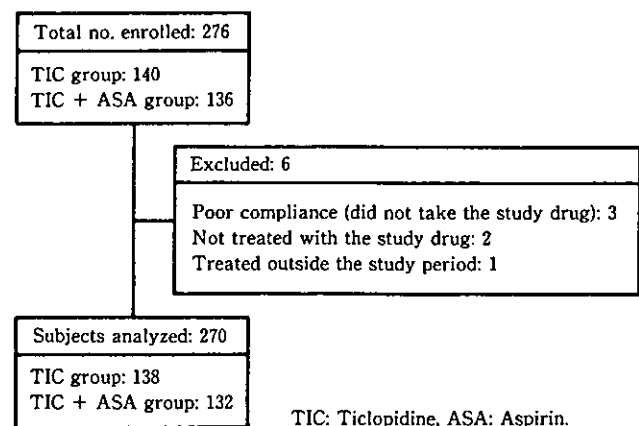 Total no. enrolled: 276
TIC group: 140
TIC + ASA group: 136
Excluded: 6
Poor compliance (did not take the study drug): 3
Not treated with the study drug: 2
Treated outside the study period: 1
Subjects analyzed: 270
TIC group: 138
TIC + ASA group: 132
TIC: Ticlopidine, ASA: Aspirin.